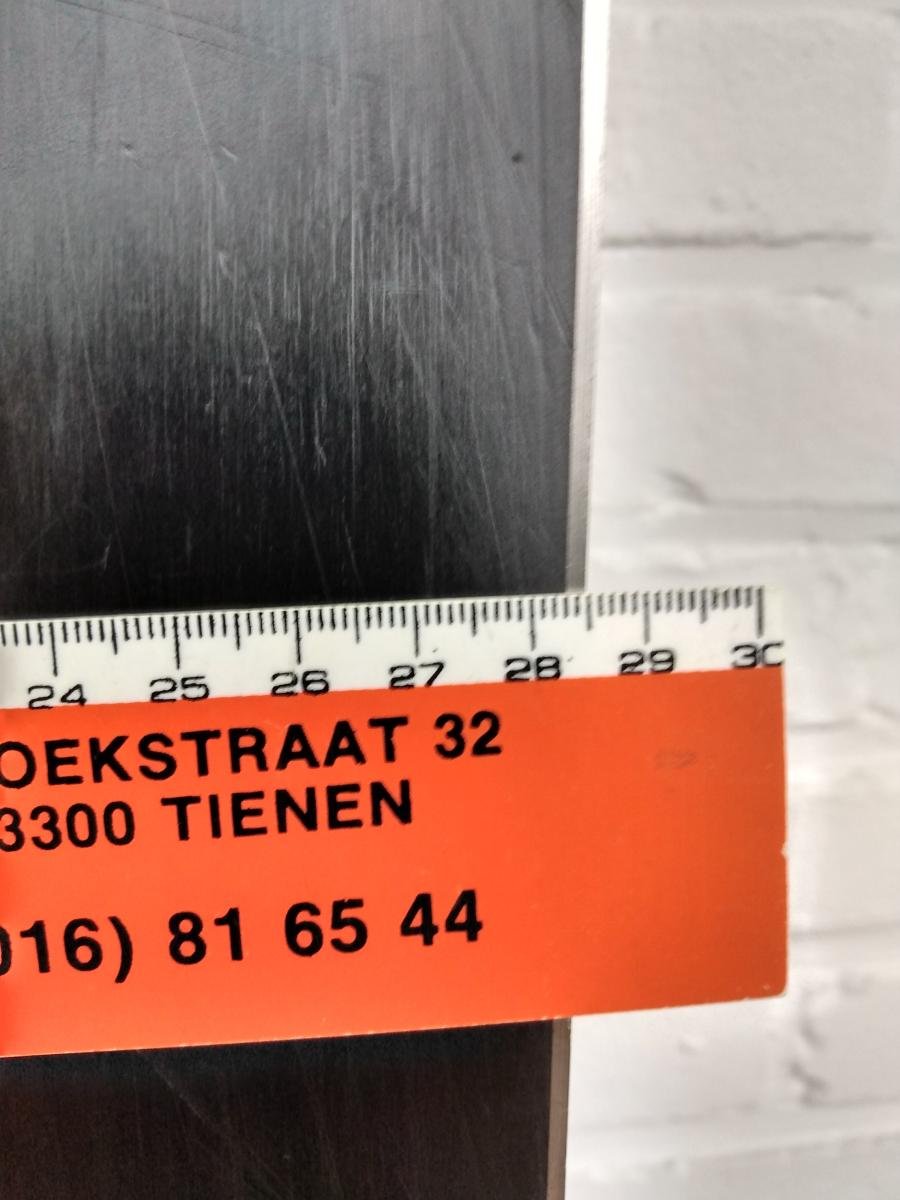 24 25 26 27 28 29 30
OEKSTRAAT 32
3300 TIENEN
016) 81 65 44